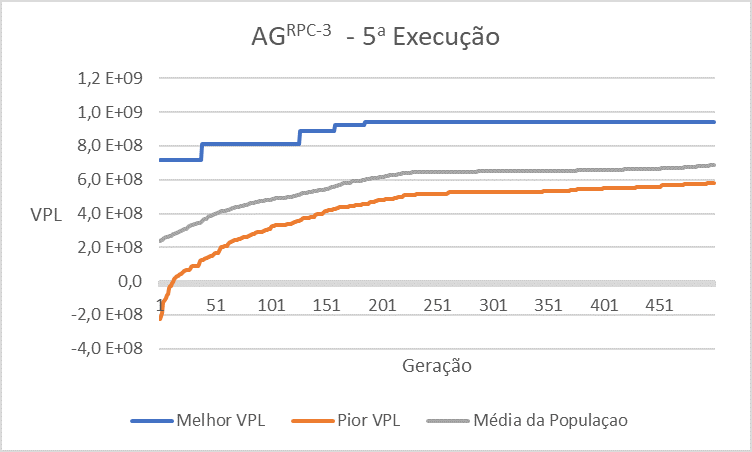 AG^RPC-3 - 5ª Execução
1,2 E+09
1,0 E+09
8,0 E+08
6,0 E+08
VPL
4,0 E+08
2,0 E+08
0,0
1 51 101 151 201 251 301 351 401 451
-2,0 E+08
-4,0 E+08
Geração
Melhor VPL Pior VPL Média da Populaçao